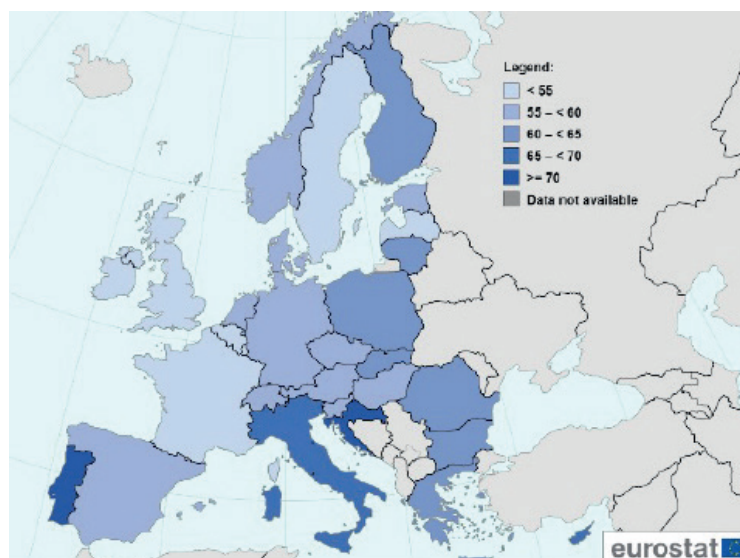 Legend:
< 55
55 – < 60
60 – < 65
65 – < 70
>= 70
Data not available
eurostat